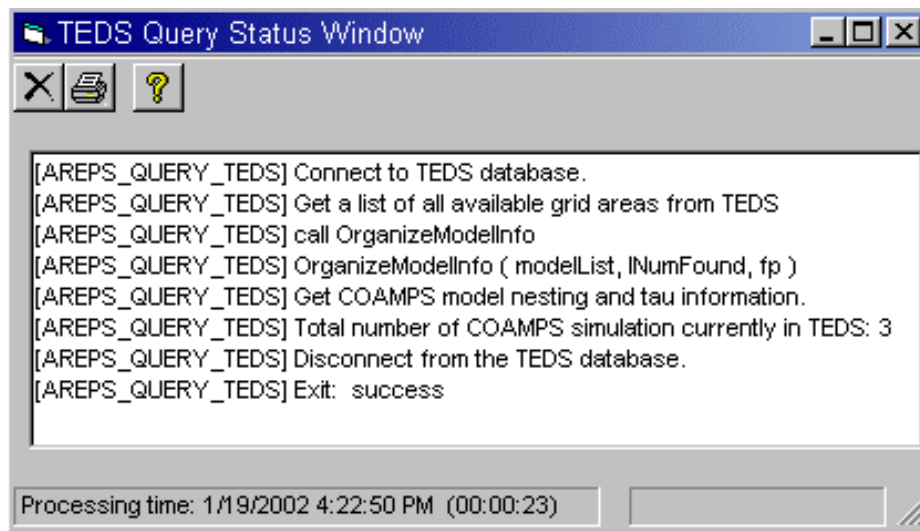 TEDS Query Status Window
[AREPS_QUERY_TEDS] Connect to TEDS database.
[AREPS_QUERY_TEDS] Get a list of all available grid areas from TEDS
[AREPS_QUERY_TEDS] call OrganizeModelInfo
[AREPS_QUERY_TEDS] OrganizeModelInfo ( modelList, lNumFound, fp )
[AREPS_QUERY_TEDS] Get COAMPS model nesting and tau information.
[AREPS_QUERY_TEDS] Total number of COAMPS simulation currently in TEDS: 3
[AREPS_QUERY_TEDS] Disconnect from the TEDS database.
[AREPS_QUERY_TEDS] Exit:  success
Processing time: 1/19/2002 4:22:50 PM  (00:00:23)